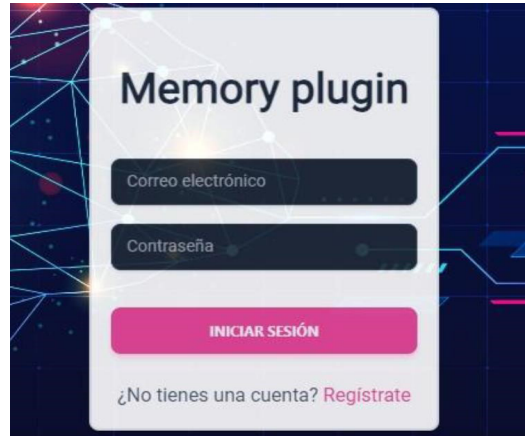 Memory plugin
Correo electrónico
Contraseña
INICIAR SESIÓN
¿No tienes una cuenta? Regístrate